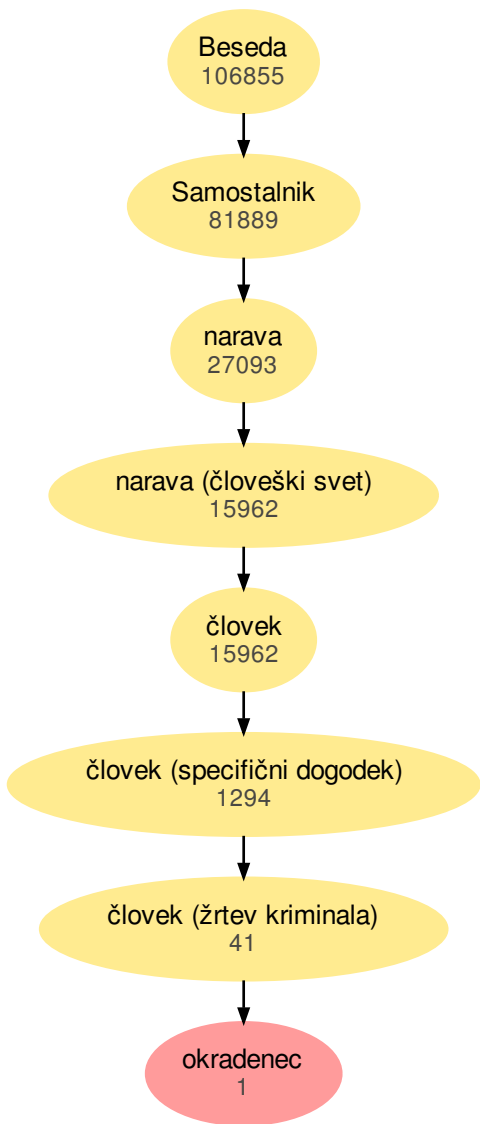 Beseda
106855
Samostalnik
81889
narava
27093
narava (človeški svet)
15962
človek
15962
človek (specifični dogodek)
1294
človek (žrtev kriminala)
41
okradenec
1